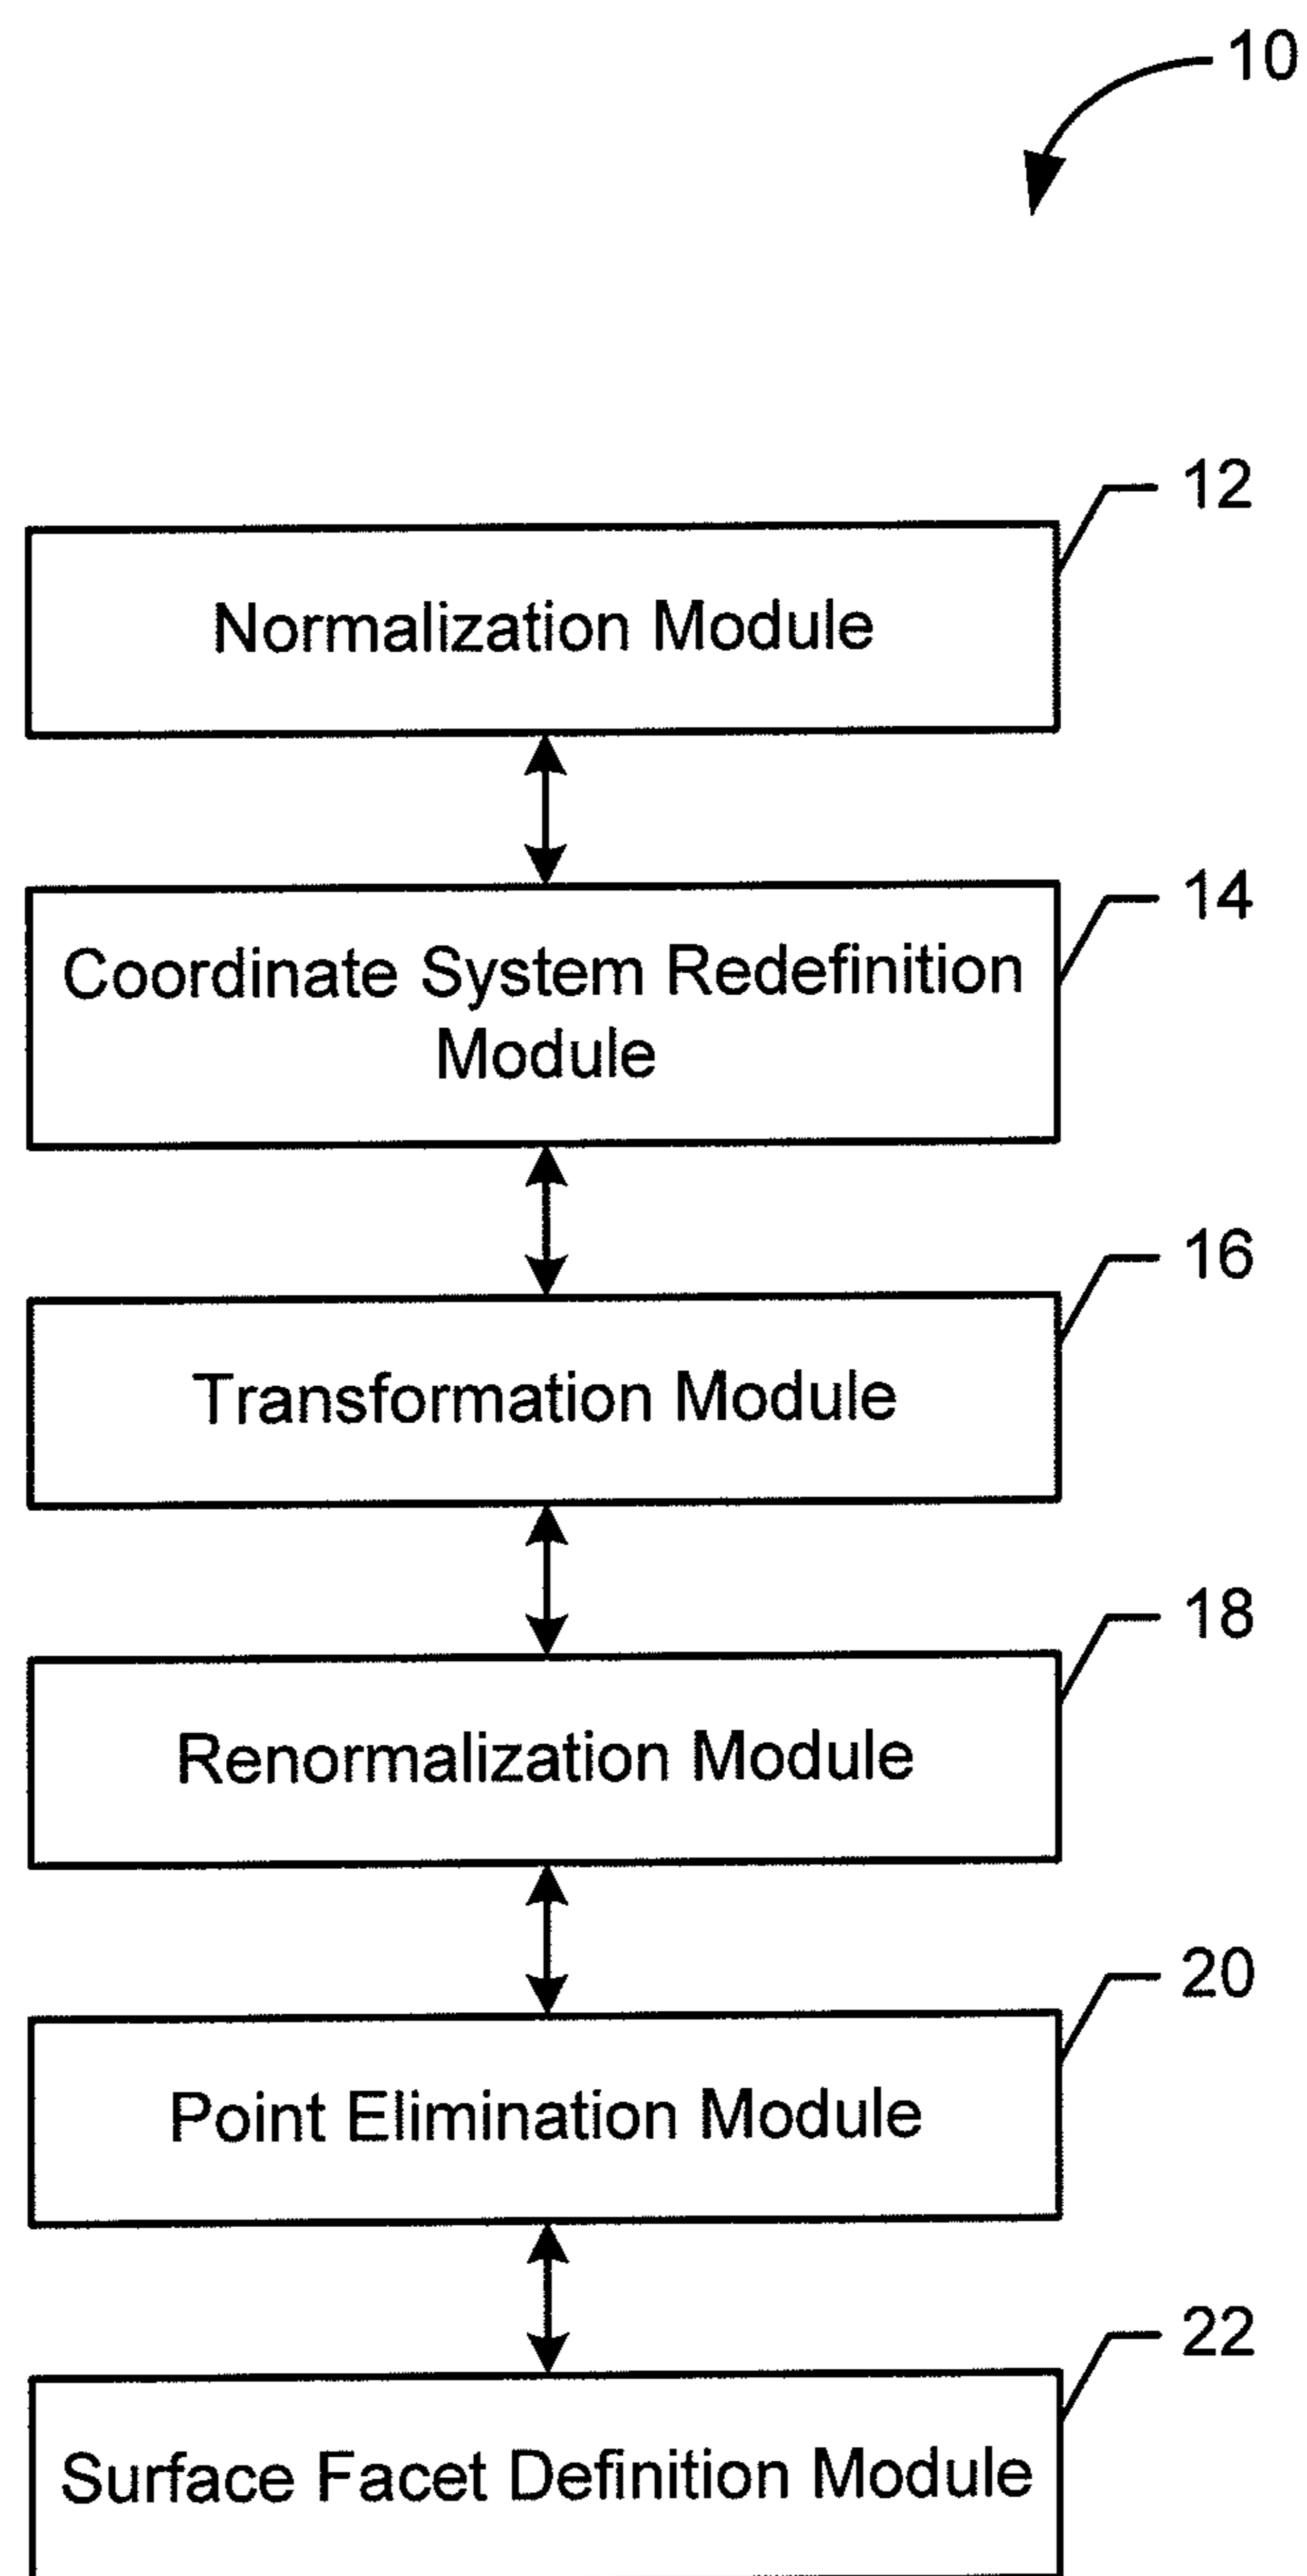 10
12
Normalization Module
14
Coordinate System Redefinition
Module
16
Transformation Module
18
Renormalization Module
20
Point Elimination Module
22
Surface Facet Definition Module